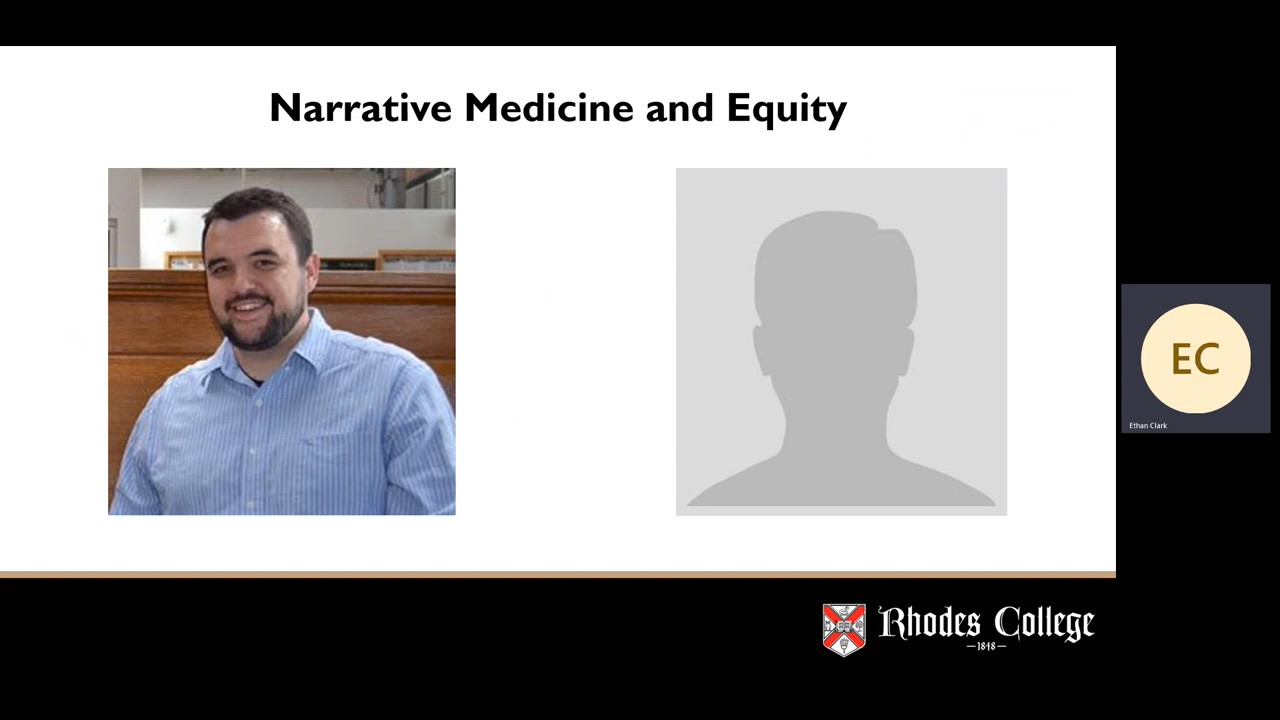 Narrative Medicine and Equity
EC
Ethan Clark
Rhodes College
—1848—